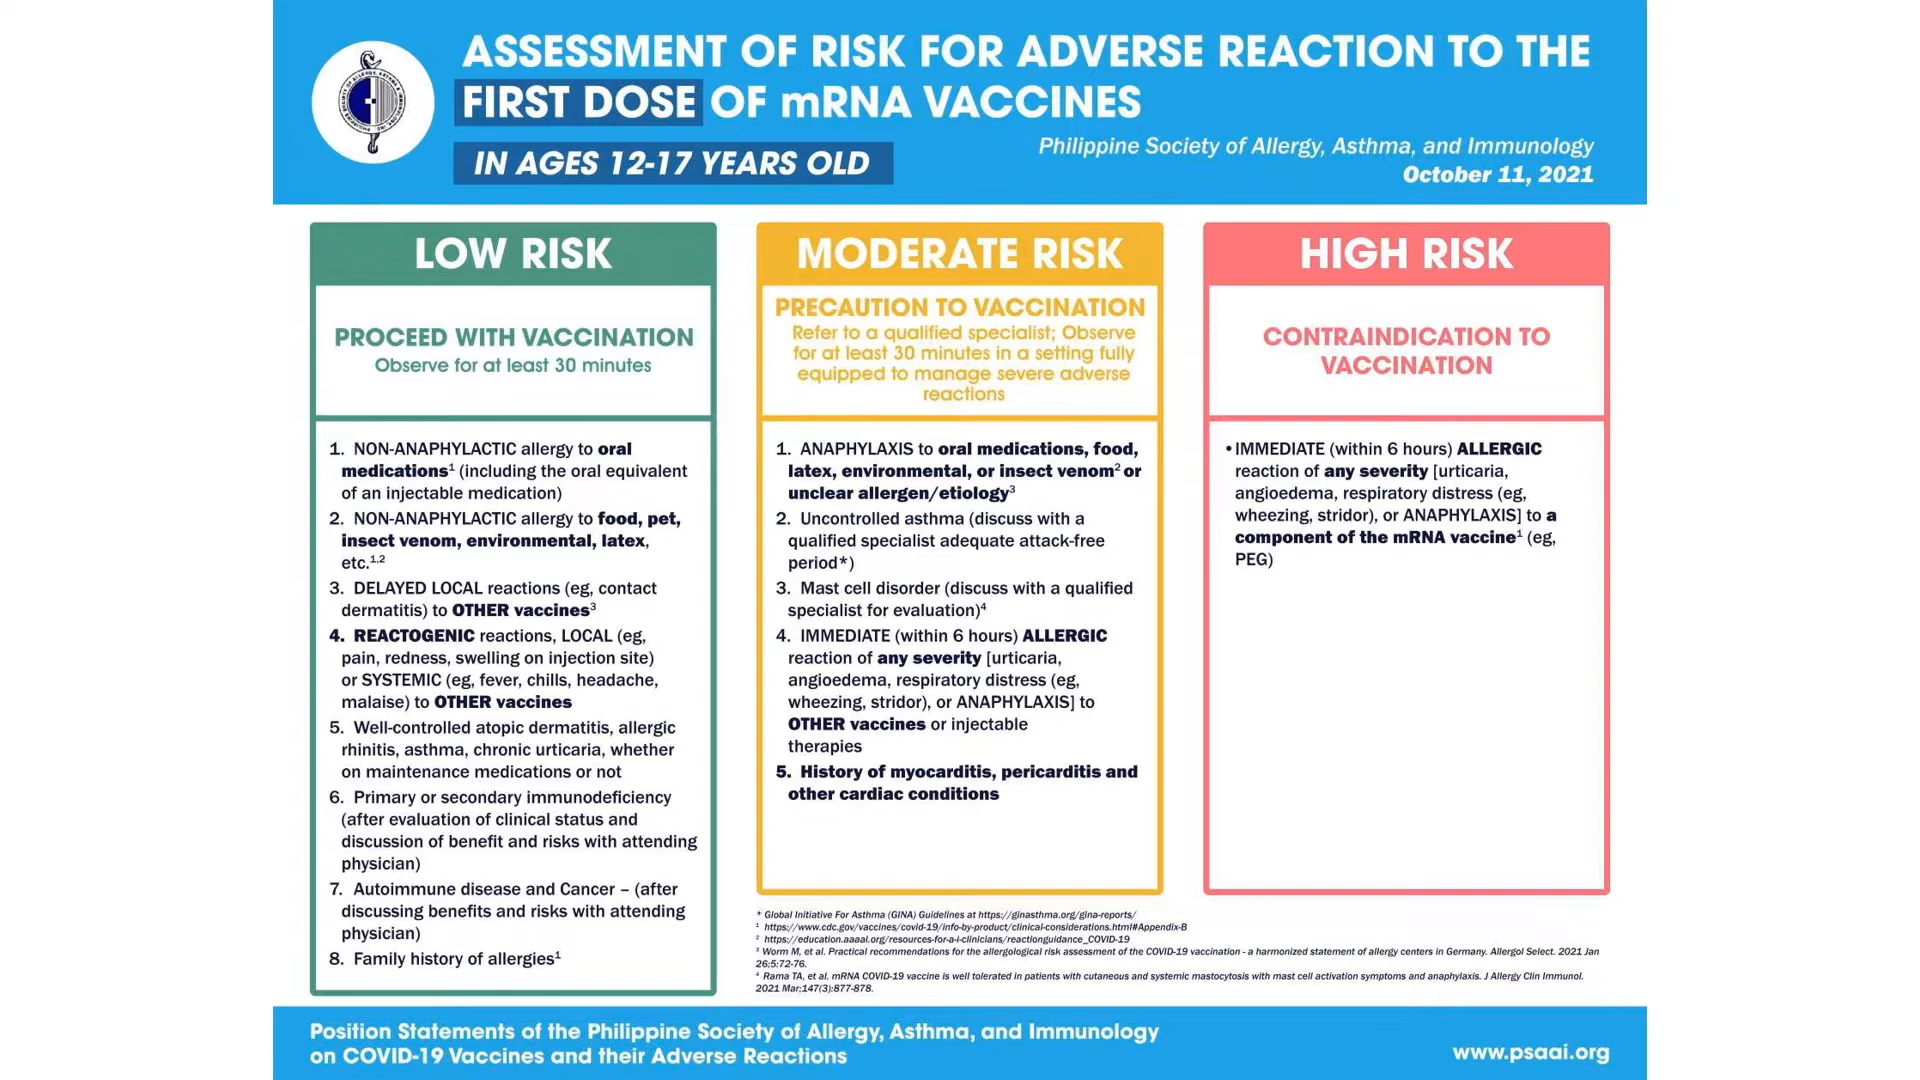 ASSESSMENT OF RISK FOR ADVERSE REACTION TO THE
FIRST DOSE OF mRNA VACCINES
IN AGES 12-17 YEARS OLD
Philippine Society of Allergy, Asthma, and Immunology
October 11, 2021
LOW RISK
PROCEED WITH VACCINATION
Observe for at least 30 minutes
1. NON-ANAPHYLACTIC allergy to oral
medications¹ (including the oral equivalent
of an injectable medication)
2. NON-ANAPHYLACTIC allergy to food, pet,
insect venom, environmental, latex,
etc.¹,²
3. DELAYED LOCAL reactions (eg, contact
dermatitis) to OTHER vaccines³
4. REACTOGENIC reactions, LOCAL (eg,
pain, redness, swelling on injection site)
or SYSTEMIC (eg, fever, chills, headache,
malaise) to OTHER vaccines
5. Well-controlled atopic dermatitis, allergic
rhinitis, asthma, chronic urticaria, whether
on maintenance medications or not
6. Primary or secondary immunodeficiency
(after evaluation of clinical status and
discussion of benefit and risks with attending
physician)
7. Autoimmune disease and Cancer – (after
discussing benefits and risks with attending
physician)
8. Family history of allergies¹
MODERATE RISK
PRECAUTION TO VACCINATION
Refer to a qualified specialist; Observe
for at least 30 minutes in a setting fully
equipped to manage severe adverse
reactions
1. ANAPHYLAXIS to oral medications, food,
latex, environmental, or insect venom² or
unclear allergen/etiology³
2. Uncontrolled asthma (discuss with a
qualified specialist adequate attack-free
period*)
3. Mast cell disorder (discuss with a qualified
specialist for evaluation)⁴
4. IMMEDIATE (within 6 hours) ALLERGIC
reaction of any severity [urticaria,
angioedema, respiratory distress (eg,
wheezing, stridor), or ANAPHYLAXIS] to
OTHER vaccines or injectable
therapies
5. History of myocarditis, pericarditis and
other cardiac conditions
HIGH RISK
CONTRAINDICATION TO
VACCINATION
• IMMEDIATE (within 6 hours) ALLERGIC
reaction of any severity [urticaria,
angioedema, respiratory distress (eg,
wheezing, stridor), or ANAPHYLAXIS] to a
component of the mRNA vaccine¹ (eg,
PEG)
* Global Initiative For Asthma (GINA) Guidelines at https://ginasthma.org/gina-reports/
¹ https://www.cdc.gov/vaccines/covid-19/info-by-product/clinical-considerations.html#Appendix-B
² https://education.aaaai.org/resources-for-a-i-clinicians/reactionguidance_COVID-19
³ Worm M, et al. Practical recommendations for the allergological risk assessment of the COVID-19 vaccination - a harmonized statement of allergy centers in Germany. Allergol Select. 2021 Jan
26;5:72-76.
⁴ Rama TA, et al. mRNA COVID-19 vaccine is well tolerated in patients with cutaneous and systemic mastocytosis with mast cell activation symptoms and anaphylaxis. J Allergy Clin Immunol.
2021 Mar;147(3):877-878.
Position Statements of the Philippine Society of Allergy, Asthma, and Immunology
on COVID-19 Vaccines and their Adverse Reactions
www.psaai.org